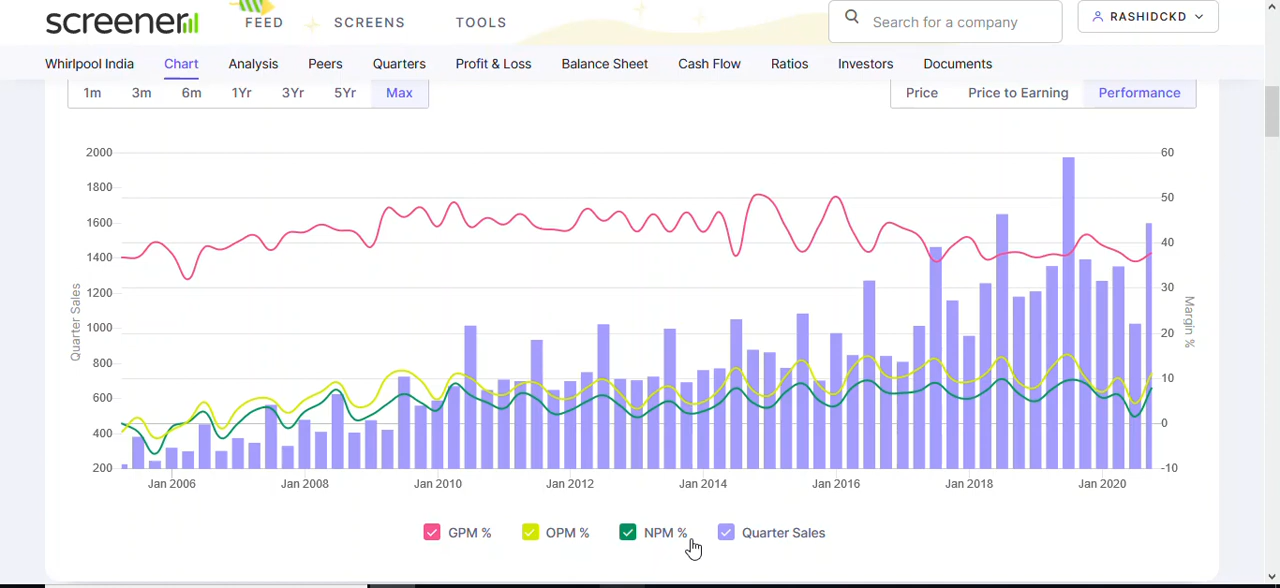 screener FEED SCREENS TOOLS Search for a company RASHIDCKD
Whirlpool India Chart Analysis Peers Quarters Profit & Loss Balance Sheet Cash Flow Ratios Investors Documents
1m 3m 6m 1Yr 3Yr 5Yr Max Price Price to Earning Performance
2000 60
1800
50
1600
40
1400
1200 30
1000
20
800
10
600
400 0
200 -10
Quarter Sales
Margin %
Jan 2006 Jan 2008 Jan 2010 Jan 2012 Jan 2014 Jan 2016 Jan 2018 Jan 2020
GPM % OPM % NPM % Quarter Sales